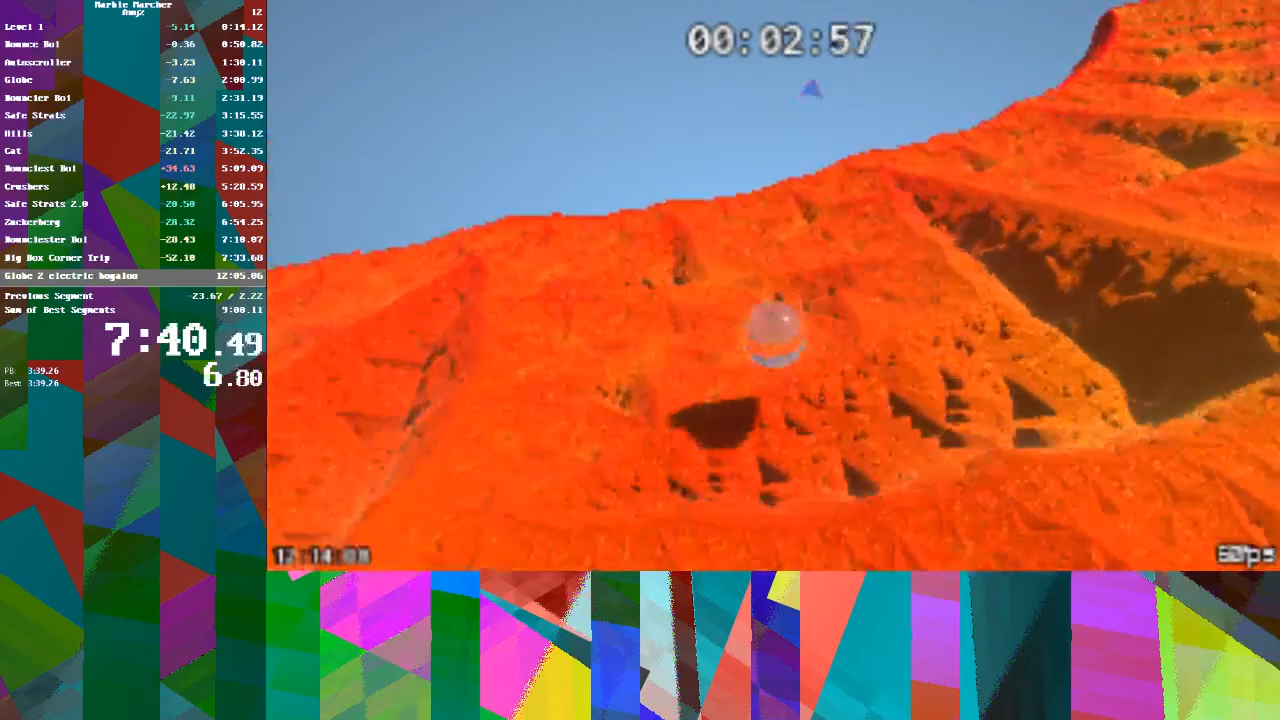 Marble Marcher
Any% 12
Level 1 -5.14 0:14.12
Bounce Boi -0.36 0:50.82
Autoscroller -3.23 1:30.11
Globe -7.63 2:00.99
Bouncier Boi -9.11 2:31.19
Safe Strats -22.97 3:15.55
Hills -21.42 3:30.12
Cat -21.71 3:52.35
Bounciest Boi +34.63 5:09.09
Crushers +12.48 5:20.59
Safe Strats 2.0 -20.50 6:05.95
Zuckerberg -28.32 6:54.25
Bounciester Boi -28.43 7:10.07
Big Box Corner Trip -52.10 7:33.68
Globe 2 electric bogaloo 12:05.06
Previous Segment -23.67 / 2.22
Sum of Best Segments 9:00.11
7:40.49
PB: 3:39.26
Best: 3:39.26
6.80
00:02:57
60fps